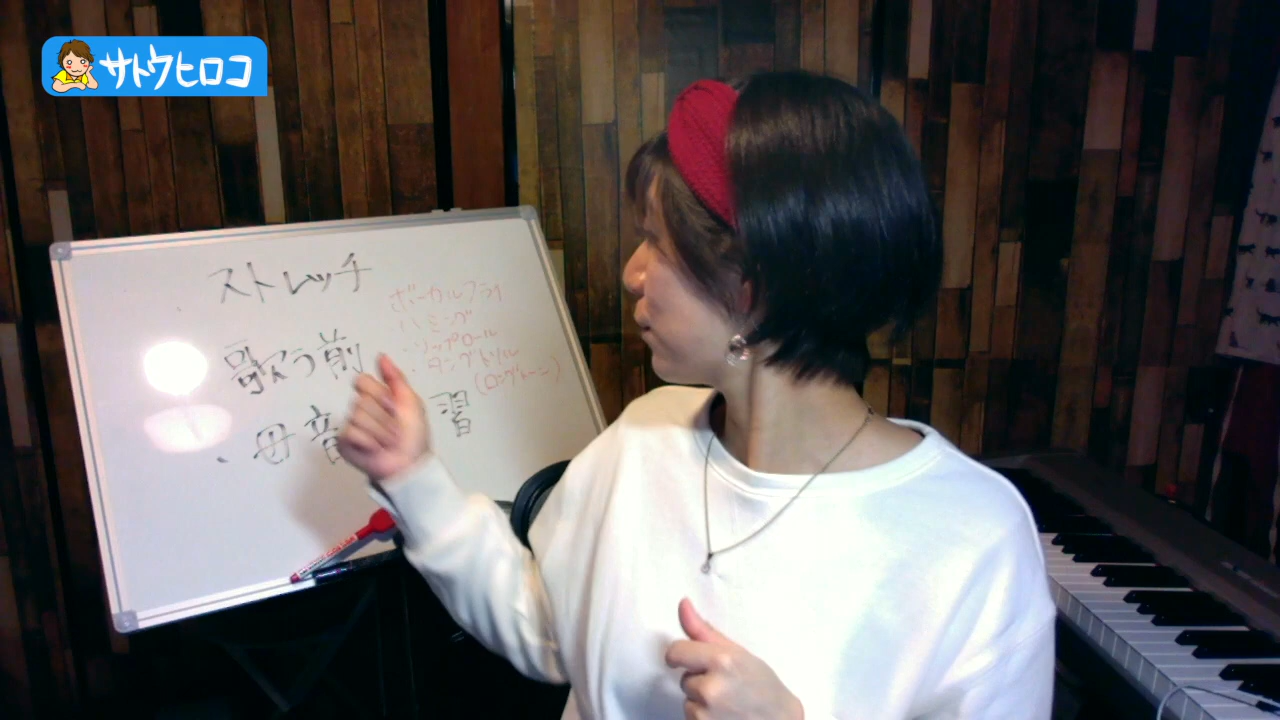 サトウヒロコ
ストレッチ
ボーカルフライ
ハミング
・リップロール
・タングトリル
(ロングトーン)
歌う前
・母音 習